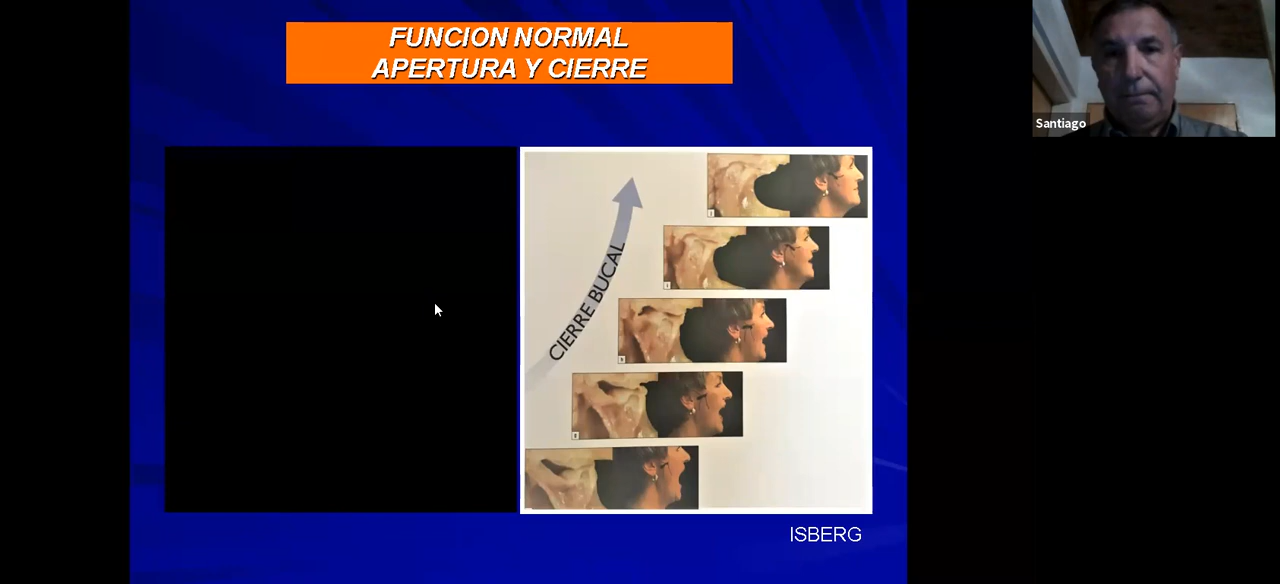 FUNCION NORMAL
APERTURA Y CIERRE
Santiago
CIERRE BUCAL
ISBERG